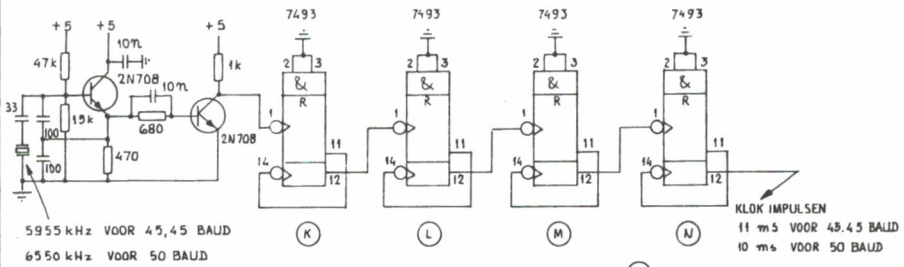 7493 7493 7493 7493
+5 +5 +5
10n
2 3 2 3 2 3 2 3
47k 2N708 1k
& & & &
10n
R R R R
33 100 15k 680 2N708
1 1 1 1
100 470
11 11 11 11
14 14 14 14
12 12 12 12
K L M N
5955 kHz VOOR 45,45 BAUD
6550 kHz VOOR 50 BAUD
KLOK IMPULSEN
11 ms VOOR 45.45 BAUD
10 ms VOOR 50 BAUD